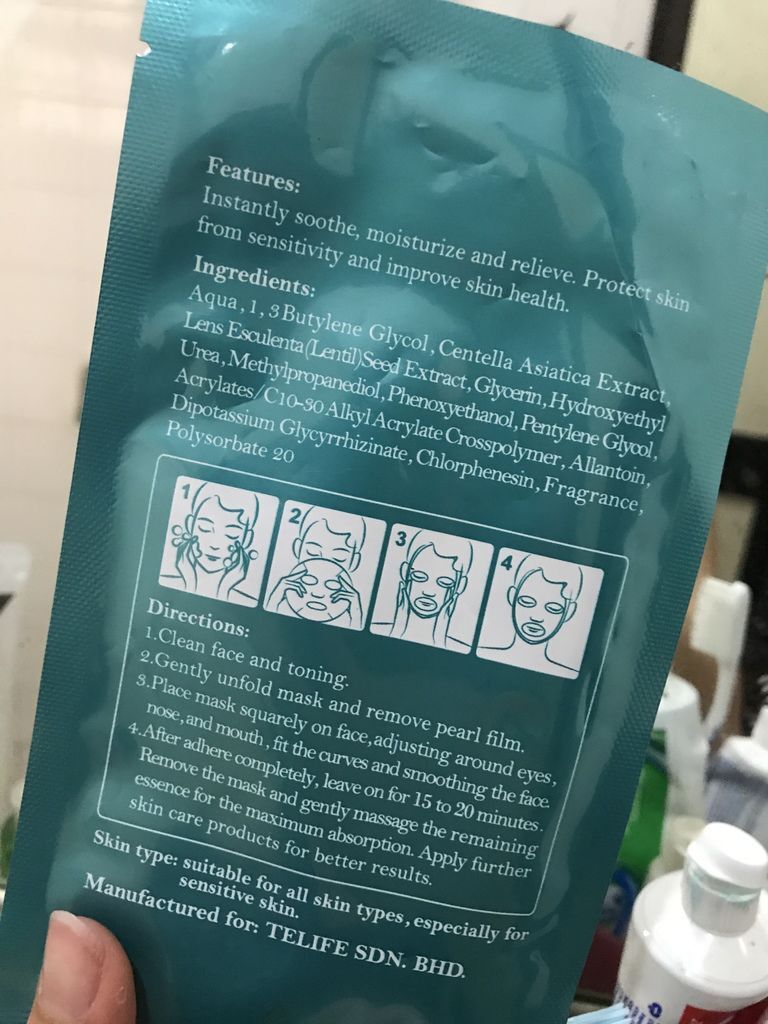 Features:
Instantly soothe, moisturize and relieve. Protect skin
from sensitivity and improve skin health.
Ingredients:
Aqua, 1, 3 Butylene Glycol, Centella Asiatica Extract,
Lens Esculenta (Lentil) Seed Extract, Glycerin, Hydroxyethyl
Urea, Methylpropanediol, Phenoxyethanol, Pentylene Glycol,
Acrylates/C10-30 Alkyl Acrylate Crosspolymer, Allantoin,
Dipotassium Glycyrrhizinate, Chlorphenesin, Fragrance,
Polysorbate 20
1 2 3 4
Directions:
1.Clean face and toning.
2.Gently unfold mask and remove pearl film.
3.Place mask squarely on face, adjusting around eyes,
nose, and mouth, fit the curves and smoothing the face.
4.After adhere completely, leave on for 15 to 20 minutes.
Remove the mask and gently massage the remaining
essence for the maximum absorption. Apply further
skin care products for better results.
Skin type: suitable for all skin types, especially for
sensitive skin.
Manufactured for: TELIFE SDN. BHD.